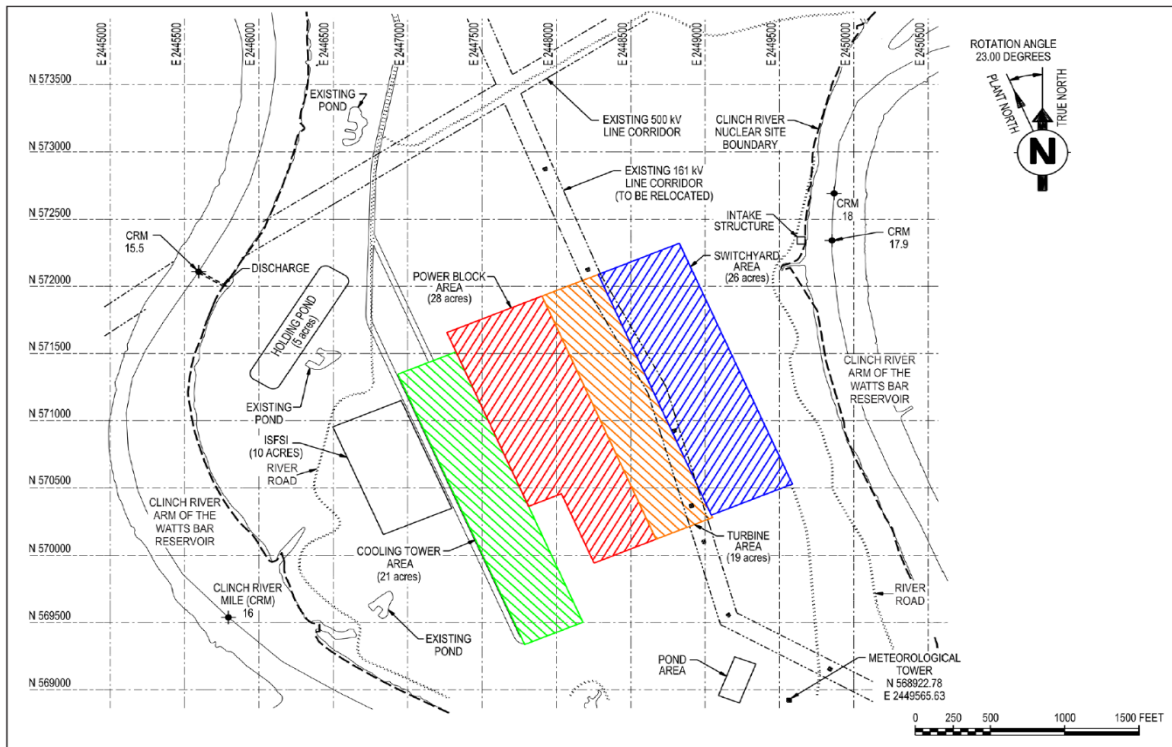 E 2445000
E 2445500
E 2446000
E 2446500
E 2447000
E 2447500
E 2448000
E 2448500
E 2449000
E 2449500
E 2450000
E 2450500
N 573500
N 573000
N 572500
N 572000
N 571500
N 571000
N 570500
N 570000
N 569500
N 569000
ROTATION ANGLE
23.00 DEGREES
PLANT NORTH
TRUE NORTH
N
EXISTING
POND
EXISTING 500 kV
LINE CORRIDOR
CLINCH RIVER
NUCLEAR SITE
BOUNDARY
EXISTING 161 kV
LINE CORRIDOR
(TO BE RELOCATED)
CRM
18
INTAKE
STRUCTURE
CRM
17.9
CRM
15.5
DISCHARGE
SWITCHYARD
AREA
(26 acres)
POWER BLOCK
AREA
(28 acres)
HOLDING POND
(5 acres)
CLINCH RIVER
ARM OF THE
WATTS BAR
RESERVOIR
EXISTING
POND
ISFSI
(10 ACRES)
RIVER
ROAD
CLINCH RIVER
ARM OF THE
WATTS BAR
RESERVOIR
TURBINE
AREA
(19 acres)
COOLING TOWER
AREA
(21 acres)
CLINCH RIVER
MILE (CRM)
16
RIVER
ROAD
EXISTING
POND
POND
AREA
METEOROLOGICAL
TOWER
N 568922.78
E 2449565.63
0 250 500 1000 1500 FEET